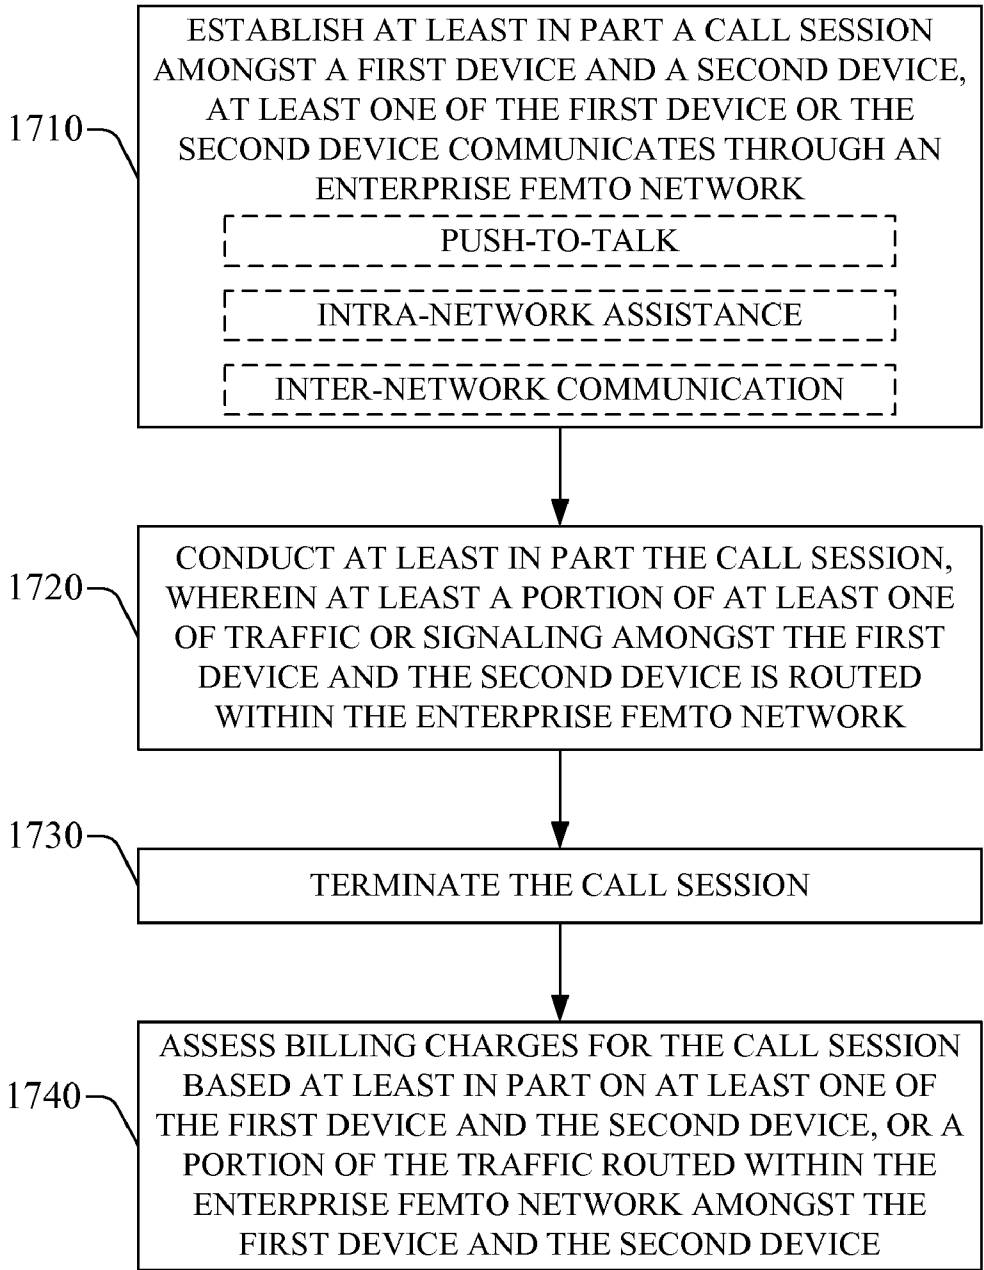 ESTABLISH AT LEAST IN PART A CALL SESSION
AMONGST A FIRST DEVICE AND A SECOND DEVICE,
AT LEAST ONE OF THE FIRST DEVICE OR THE
SECOND DEVICE COMMUNICATES THROUGH AN
ENTERPRISE FEMTO NETWORK
1710
PUSH-TO-TALK
INTRA-NETWORK ASSISTANCE
INTER-NETWORK COMMUNICATION
1720
CONDUCT AT LEAST IN PART THE CALL SESSION,
WHEREIN AT LEAST A PORTION OF AT LEAST ONE
OF TRAFFIC OR SIGNALING AMONGST THE FIRST
DEVICE AND THE SECOND DEVICE IS ROUTED
WITHIN THE ENTERPRISE FEMTO NETWORK
1730
TERMINATE THE CALL SESSION
1740
ASSESS BILLING CHARGES FOR THE CALL SESSION
BASED AT LEAST IN PART ON AT LEAST ONE OF
THE FIRST DEVICE AND THE SECOND DEVICE, OR A
PORTION OF THE TRAFFIC ROUTED WITHIN THE
ENTERPRISE FEMTO NETWORK AMONGST THE
FIRST DEVICE AND THE SECOND DEVICE